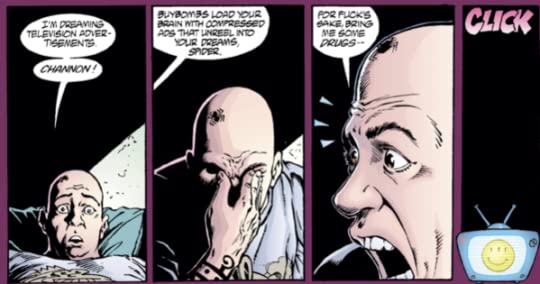 I'M DREAMING
TELEVISION ADVER-
TISEMENTS.
CHANNON!
BUYBOMBS LOAD YOUR
BRAIN WITH COMPRESSED
ADS THAT UNREEL INTO
YOUR DREAMS,
SPIDER.
FOR FUCK'S
SAKE, BRING
ME SOME
DRUGS--
CLICK